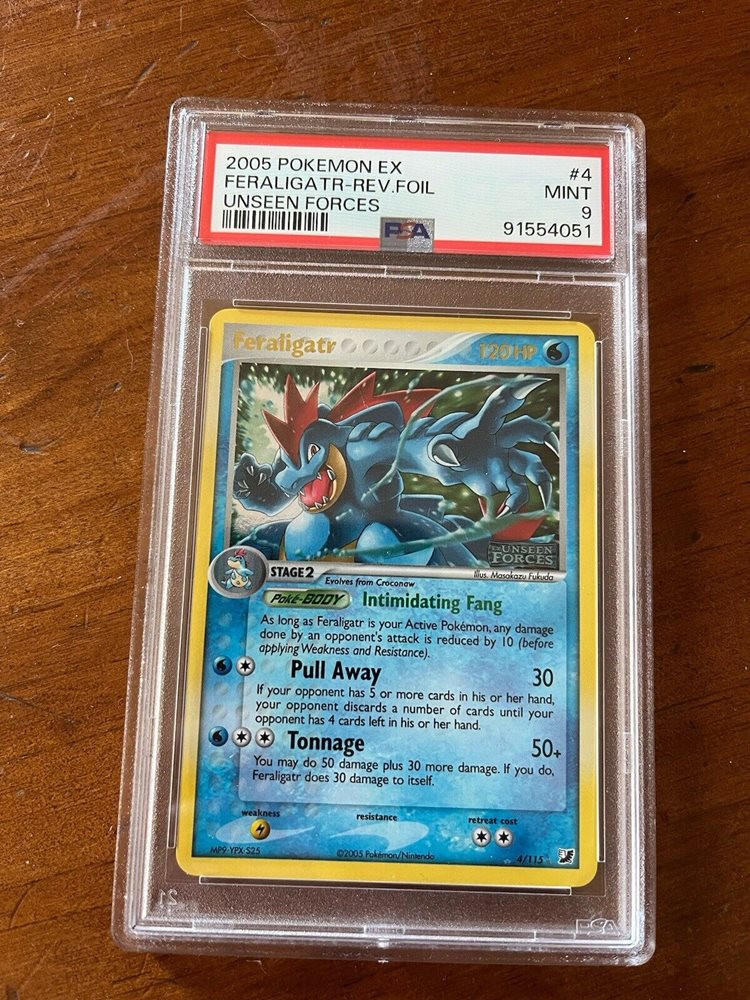 2005 POKEMON EX #4
FERALIGATR-REV.FOIL MINT
UNSEEN FORCES 9
PSA 91554051
Feraligatr 120 HP
UNSEEN
FORCES
STAGE 2 Illus. Masakazu Fukuda
Evolves from Croconaw
Poké-BODY Intimidating Fang
As long as Feraligatr is your Active Pokémon, any damage
done by an opponent's attack is reduced by 10 (before
applying Weakness and Resistance).
Pull Away 30
If your opponent has 5 or more cards in his or her hand,
your opponent discards a number of cards until your
opponent has 4 cards left in his or her hand.
Tonnage 50+
You may do 50 damage plus 30 more damage. If you do,
Feraligatr does 30 damage to itself.
weakness resistance retreat cost
MP9-YPX-S25 ©2005 Pokémon/Nintendo 4/115
PSA